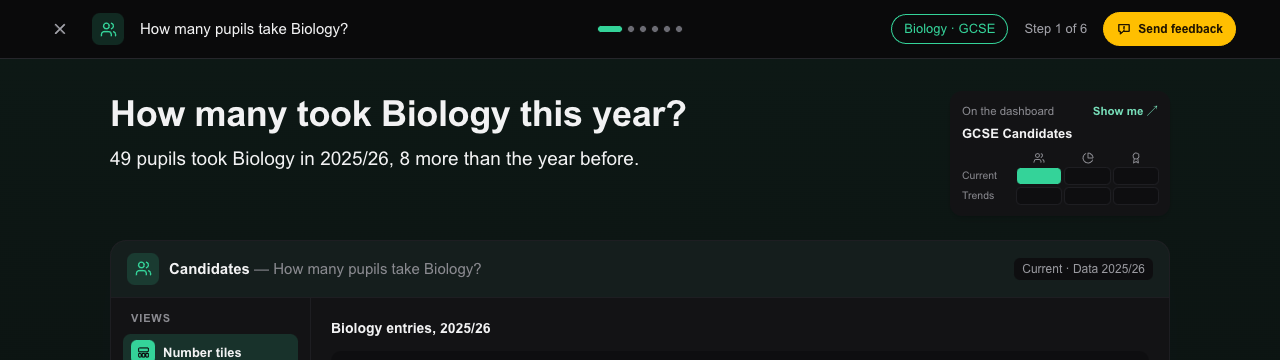 How many pupils take Biology?
Biology · GCSE
Step 1 of 6
Send feedback
How many took Biology this year?
49 pupils took Biology in 2025/26, 8 more than the year before.
On the dashboard
Show me ↗
GCSE Candidates
Current
Trends
Candidates — How many pupils take Biology?
Current · Data 2025/26
VIEWS
Biology entries, 2025/26
Number tiles